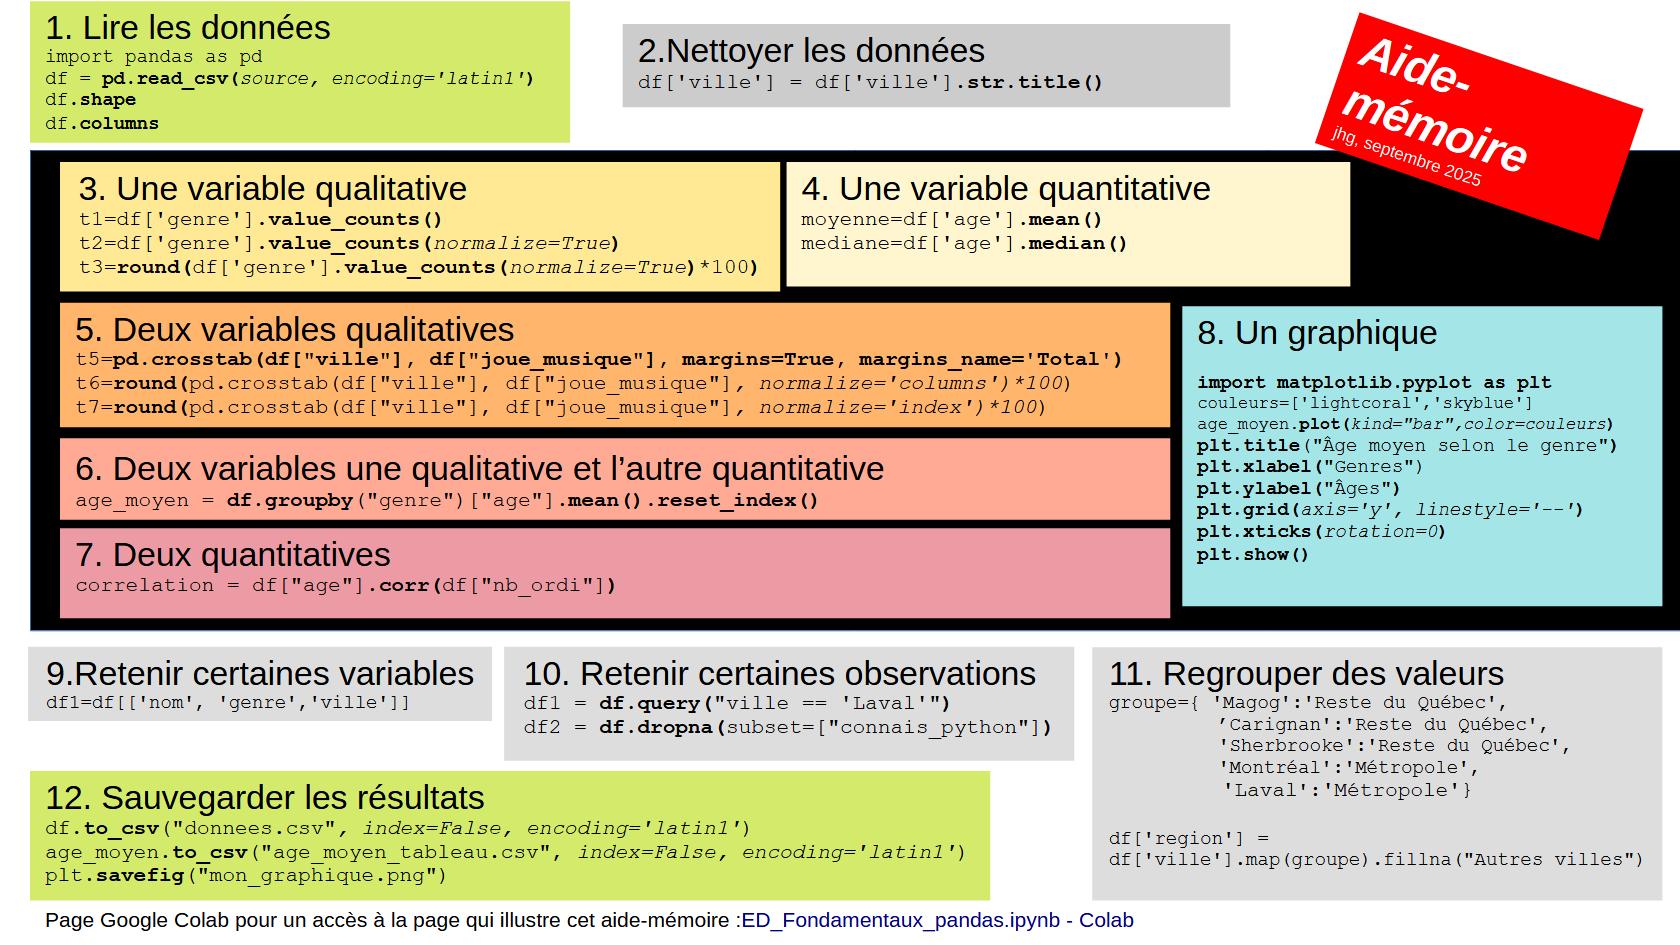 1. Lire les données
import pandas as pd
df = pd.read_csv(source, encoding='latin1')
df.shape
df.columns
2.Nettoyer les données
df['ville'] = df['ville'].str.title()
Aide-
mémoire
jhg, septembre 2025
3. Une variable qualitative
t1=df['genre'].value_counts()
t2=df['genre'].value_counts(normalize=True)
t3=round(df['genre'].value_counts(normalize=True)*100)
4. Une variable quantitative
moyenne=df['age'].mean()
mediane=df['age'].median()
5. Deux variables qualitatives
t5=pd.crosstab(df["ville"], df["joue_musique"], margins=True, margins_name='Total')
t6=round(pd.crosstab(df["ville"], df["joue_musique"], normalize='columns')*100)
t7=round(pd.crosstab(df["ville"], df["joue_musique"], normalize='index')*100)
6. Deux variables une qualitative et l’autre quantitative
age_moyen = df.groupby("genre")["age"].mean().reset_index()
7. Deux quantitatives
correlation = df["age"].corr(df["nb_ordi"])
8. Un graphique
import matplotlib.pyplot as plt
couleurs=['lightcoral','skyblue']
age_moyen.plot(kind="bar",color=couleurs)
plt.title("Âge moyen selon le genre")
plt.xlabel("Genres")
plt.ylabel("Âges")
plt.grid(axis='y', linestyle='--')
plt.xticks(rotation=0)
plt.show()
9.Retenir certaines variables
df1=df[['nom', 'genre','ville']]
10. Retenir certaines observations
df1 = df.query("ville == 'Laval'")
df2 = df.dropna(subset=["connais_python"])
11. Regrouper des valeurs
groupe={ 'Magog':'Reste du Québec',
’Carignan':'Reste du Québec',
'Sherbrooke':'Reste du Québec',
'Montréal':'Métropole',
'Laval':'Métropole'}
df['region'] =
df['ville'].map(groupe).fillna("Autres villes")
12. Sauvegarder les résultats
df.to_csv("donnees.csv", index=False, encoding='latin1')
age_moyen.to_csv("age_moyen_tableau.csv", index=False, encoding='latin1')
plt.savefig("mon_graphique.png")
Page Google Colab pour un accès à la page qui illustre cet aide-mémoire :ED_Fondamentaux_pandas.ipynb - Colab